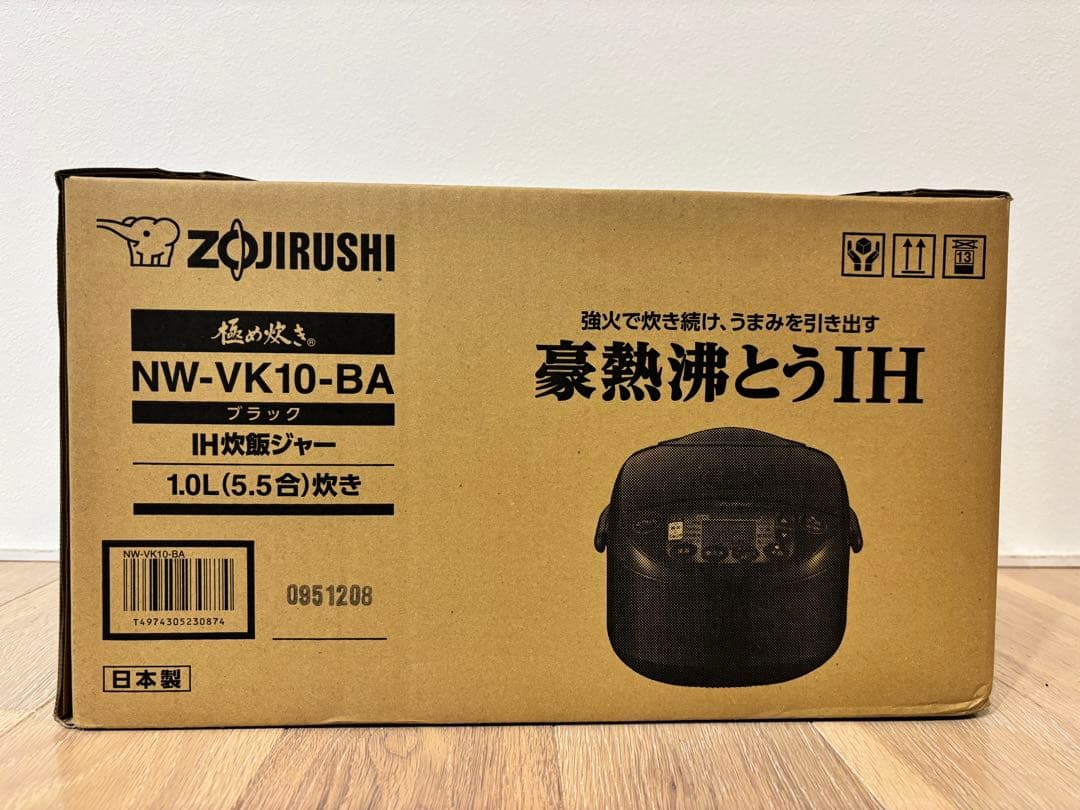 ZOJIRUSHI
極め炊き®
NW-VK10-BA
ブラック
IH炊飯ジャー
1.0L(5.5合)炊き
NW-VK10-BA
T4974305230874
0951208
日本製
13
強火で炊き続け、うまみを引き出す
豪熱沸とうIH